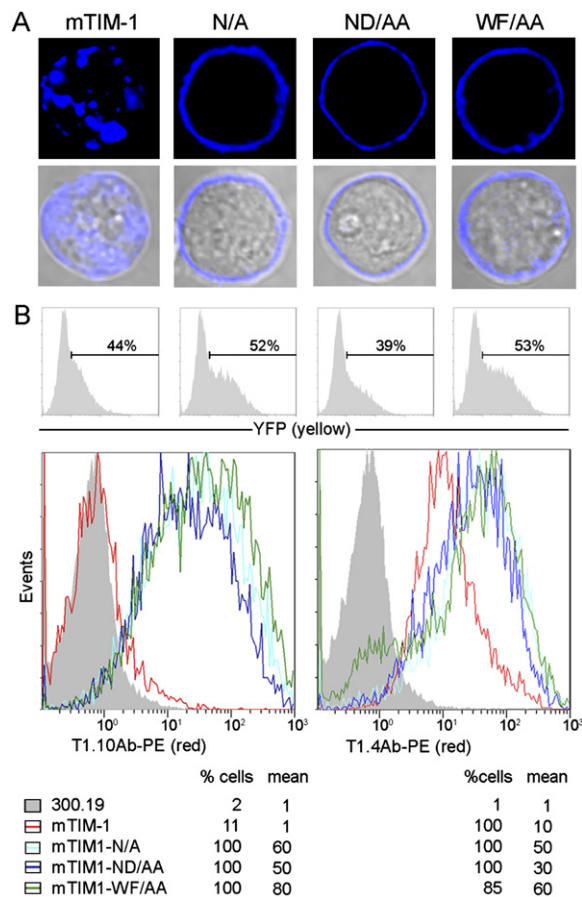 A
mTIM-1 N/A ND/AA WF/AA
B
44% 52% 39% 53%
YFP (yellow)
Events
10⁰ 10¹ 10² 10³ 10⁰ 10¹ 10² 10³
T1.10Ab-PE (red) T1.4Ab-PE (red)
% cells mean %cells mean
300.19 2 1 1 1
mTIM-1 11 1 100 10
mTIM1-N/A 100 60 100 50
mTIM1-ND/AA 100 50 100 30
mTIM1-WF/AA 100 80 85 60